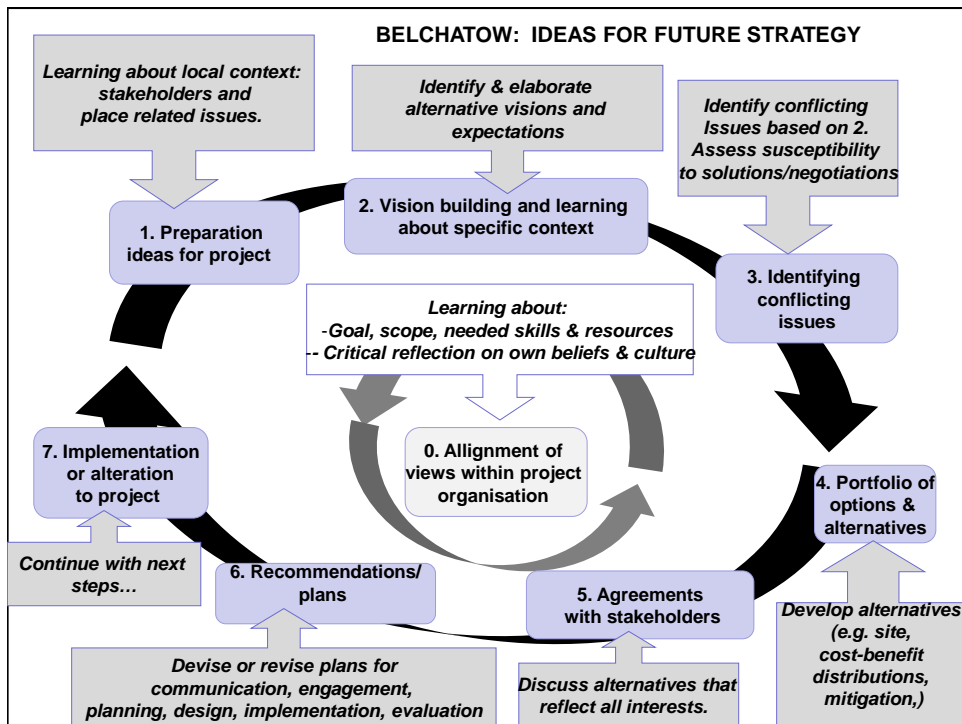 BELCHATOW: IDEAS FOR FUTURE STRATEGY
Learning about local context:
stakeholders and
place related issues.
Identify & elaborate
alternative visions and
expectations
Identify conflicting
Issues based on 2.
Assess susceptibility
to solutions/negotiations
1. Preparation
ideas for project
2. Vision building and learning
about specific context
3. Identifying
conflicting
issues
Learning about:
-Goal, scope, needed skills & resources
-- Critical reflection on own beliefs & culture
0. Allignment of
views within project
organisation
7. Implementation
or alteration
to project
4. Portfolio of
options &
alternatives
Continue with next
steps…
6. Recommendations/
plans
5. Agreements
with stakeholders
Develop alternatives
(e.g. site,
cost-benefit
distributions,
mitigation,)
Devise or revise plans for
communication, engagement,
planning, design, implementation, evaluation
Discuss alternatives that
reflect all interests.